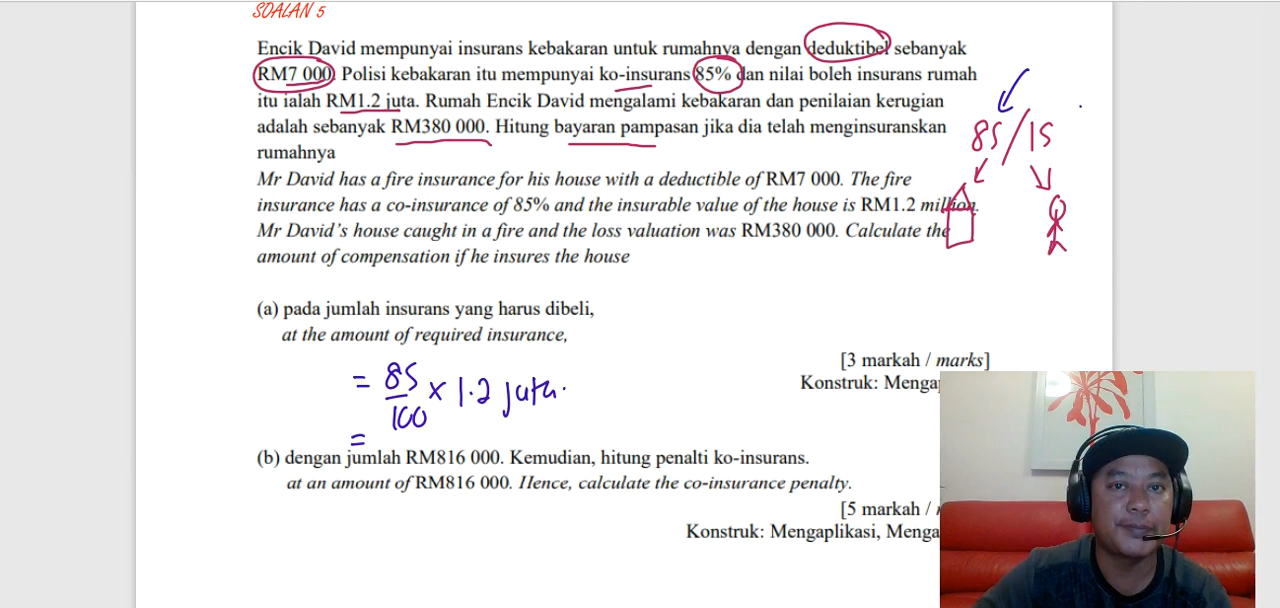 SOALAN 5
Encik David mempunyai insurans kebakaran untuk rumahnya dengan deduktibel sebanyak
RM7 000. Polisi kebakaran itu mempunyai ko-insurans 85% dan nilai boleh insurans rumah
itu ialah RM1.2 juta. Rumah Encik David mengalami kebakaran dan penilaian kerugian
adalah sebanyak RM380 000. Hitung bayaran pampasan jika dia telah menginsuranskan
rumahnya
85/15
Mr David has a fire insurance for his house with a deductible of RM7 000. The fire
insurance has a co-insurance of 85% and the insurable value of the house is RM1.2 million.
Mr David's house caught in a fire and the loss valuation was RM380 000. Calculate the
amount of compensation if he insures the house
(a) pada jumlah insurans yang harus dibeli,
at the amount of required insurance,
[3 markah / marks]
Konstruk:
= 85/100 × 1.2 juta.
=
(b) dengan jumlah RM816 000. Kemudian, hitung penalti ko-insurans.
at an amount of RM816 000. Hence, calculate the co-insurance penalty.
[5 markah /
Konstruk: Mengaplikasi,